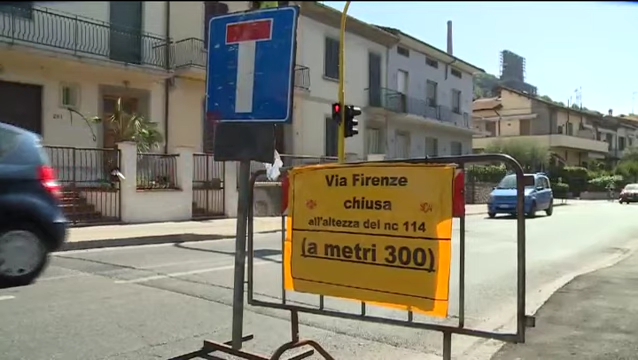 Via Firenze
chiusa
all'altezza del nc 114
(a metri 300)